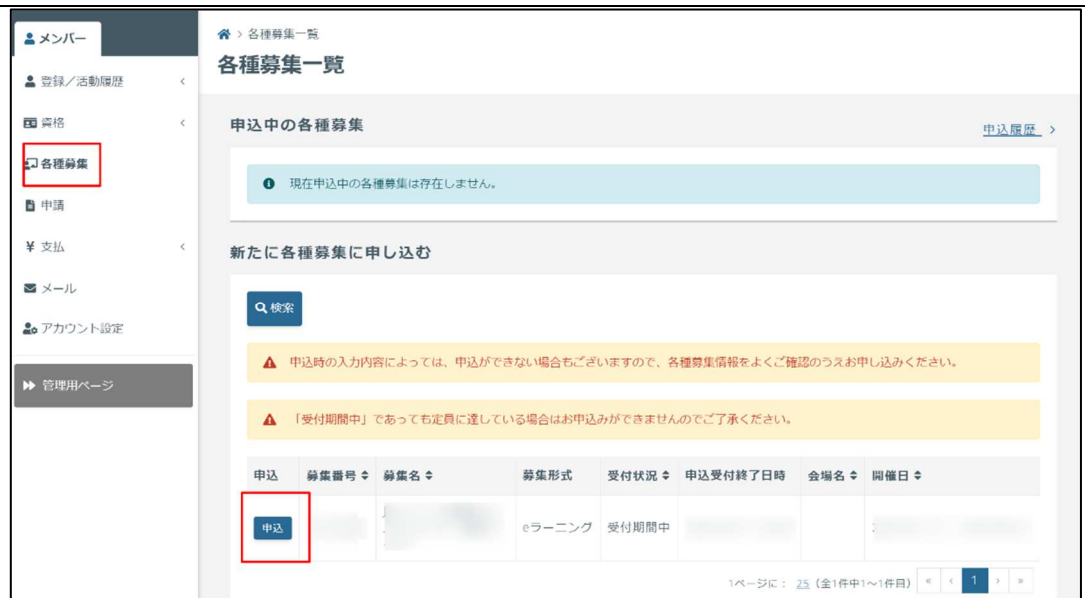 メンバー
登録／活動履歴
資格
各種募集
申請
¥ 支払
メール
アカウント設定
管理用ページ
> 各種募集一覧
各種募集一覧
申込中の各種募集
申込履歴 >
現在申込中の各種募集は存在しません。
新たに各種募集に申し込む
検索
申込時の入力内容によっては、申込ができない場合もございますので、各種募集情報をよくご確認のうえお申し込みください。
「受付期間中」であっても定員に達している場合はお申込みができませんのでご了承ください。
申込 募集番号 募集名 募集形式 受付状況 申込受付終了日時 会場名 開催日
申込 eラーニング 受付期間中
1ページに： 25 (全1件中1～1件目) « ‹ 1 › »